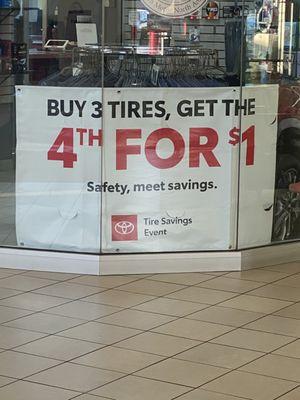 BUY 3 TIRES, GET THE
4TH FOR $1
Safety, meet savings.
Tire Savings
Event